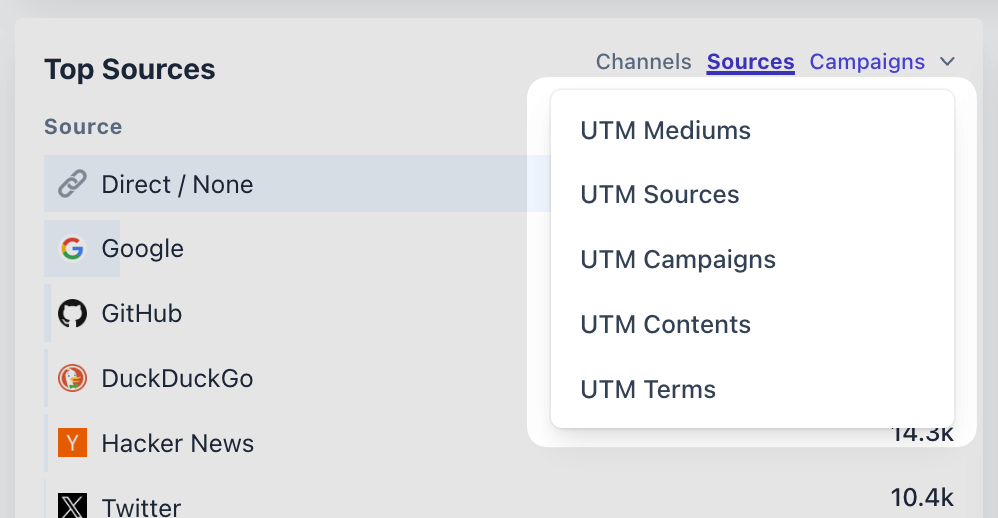 Top Sources
Channels Sources Campaigns
Source
UTM Mediums
Direct / None
UTM Sources
Google
UTM Campaigns
GitHub
UTM Contents
DuckDuckGo
UTM Terms
Hacker News
14.3k
Twitter
10.4k